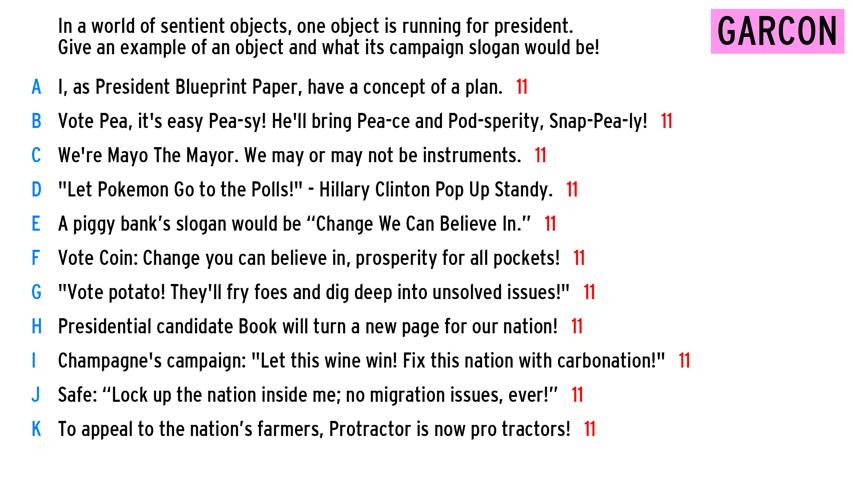 In a world of sentient objects, one object is running for president.
Give an example of an object and what its campaign slogan would be!
GARCON
A I, as President Blueprint Paper, have a concept of a plan. 11
B Vote Pea, it's easy Pea-sy! He'll bring Pea-ce and Pod-sperity, Snap-Pea-ly! 11
C We're Mayo The Mayor. We may or may not be instruments. 11
D "Let Pokemon Go to the Polls!" - Hillary Clinton Pop Up Standy. 11
E A piggy bank’s slogan would be “Change We Can Believe In.” 11
F Vote Coin: Change you can believe in, prosperity for all pockets! 11
G "Vote potato! They'll fry foes and dig deep into unsolved issues!" 11
H Presidential candidate Book will turn a new page for our nation! 11
I Champagne's campaign: "Let this wine win! Fix this nation with carbonation!" 11
J Safe: “Lock up the nation inside me; no migration issues, ever!” 11
K To appeal to the nation’s farmers, Protractor is now pro tractors! 11